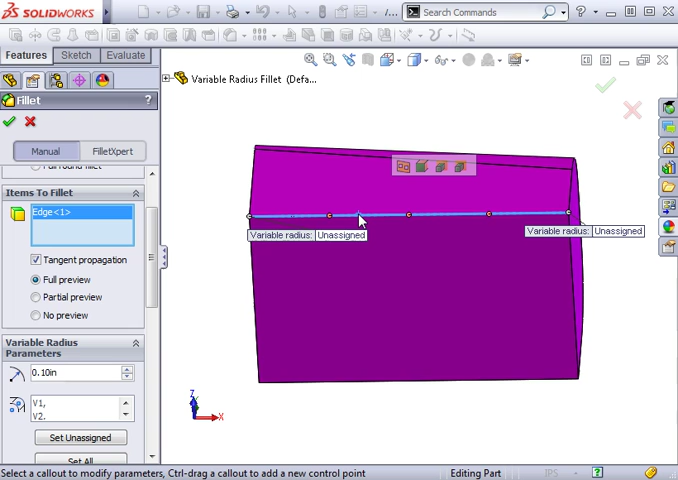 SOLIDWORKS
/...
Search Commands
?
Features
Sketch
Evaluate
Variable Radius Fillet (Defa...
Fillet
?
Manual
FilletXpert
Full round fillet
Items To Fillet
Edge<1>
Tangent propagation
Full preview
Partial preview
No preview
Variable Radius
Parameters
0.10in
V1,
V2.
Set Unassigned
Set All
Variable radius: Unassigned
Variable radius: Unassigned
Z
X
Select a callout to modify parameters, Ctrl-drag a callout to add a new control point
Editing Part
IPS
?